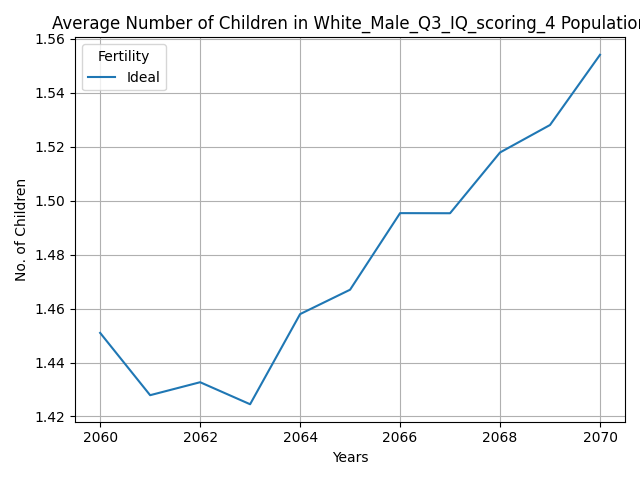 Average Number of Children in White_Male_Q3_IQ_scoring_4 Population
1.56
Fertility
Ideal
1.54
1.52
1.50
1.48
1.46
1.44
1.42
No. of Children
2060 2062 2064 2066 2068 2070
Years